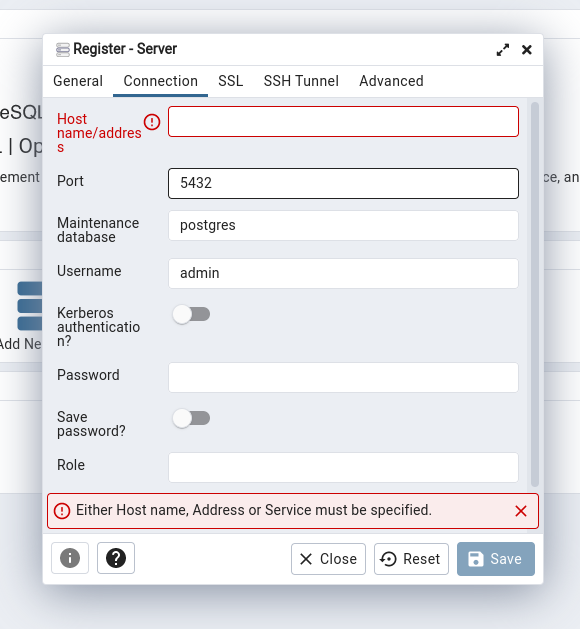 Register - Server
General Connection SSL SSH Tunnel Advanced
eSQL
Host
name/addres
s
| Op
Port 5432
ement
ce, an
Maintenance
database
postgres
Username admin
Kerberos
authenticatio
n?
Add Ne
Password
Save
password?
Role
Either Host name, Address or Service must be specified.
Close Reset Save